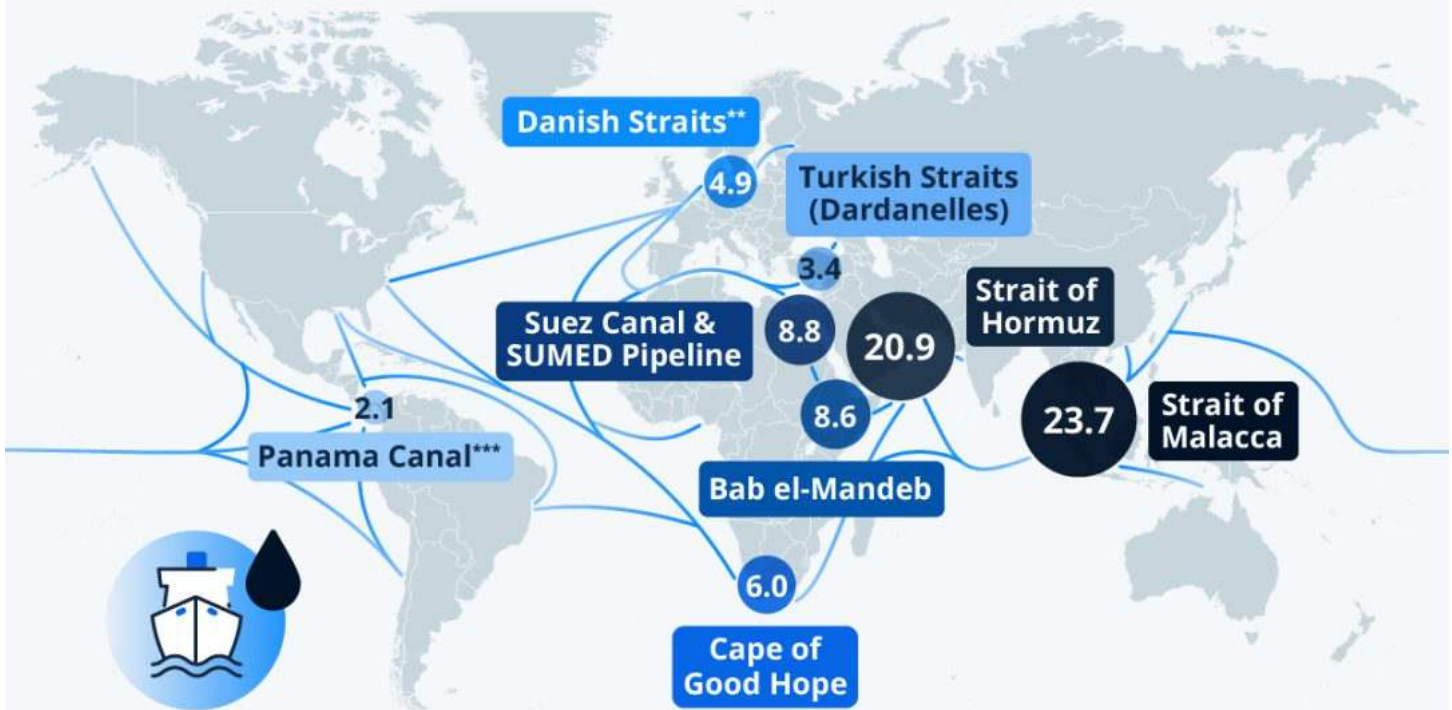 Danish Straits**
4.9
Turkish Straits
(Dardanelles)
3.4
Strait of
Hormuz
20.9
Suez Canal &
SUMED Pipeline
8.8
8.6
Bab el-Mandeb
23.7
Strait of
Malacca
2.1
Panama Canal***
6.0
Cape of
Good Hope